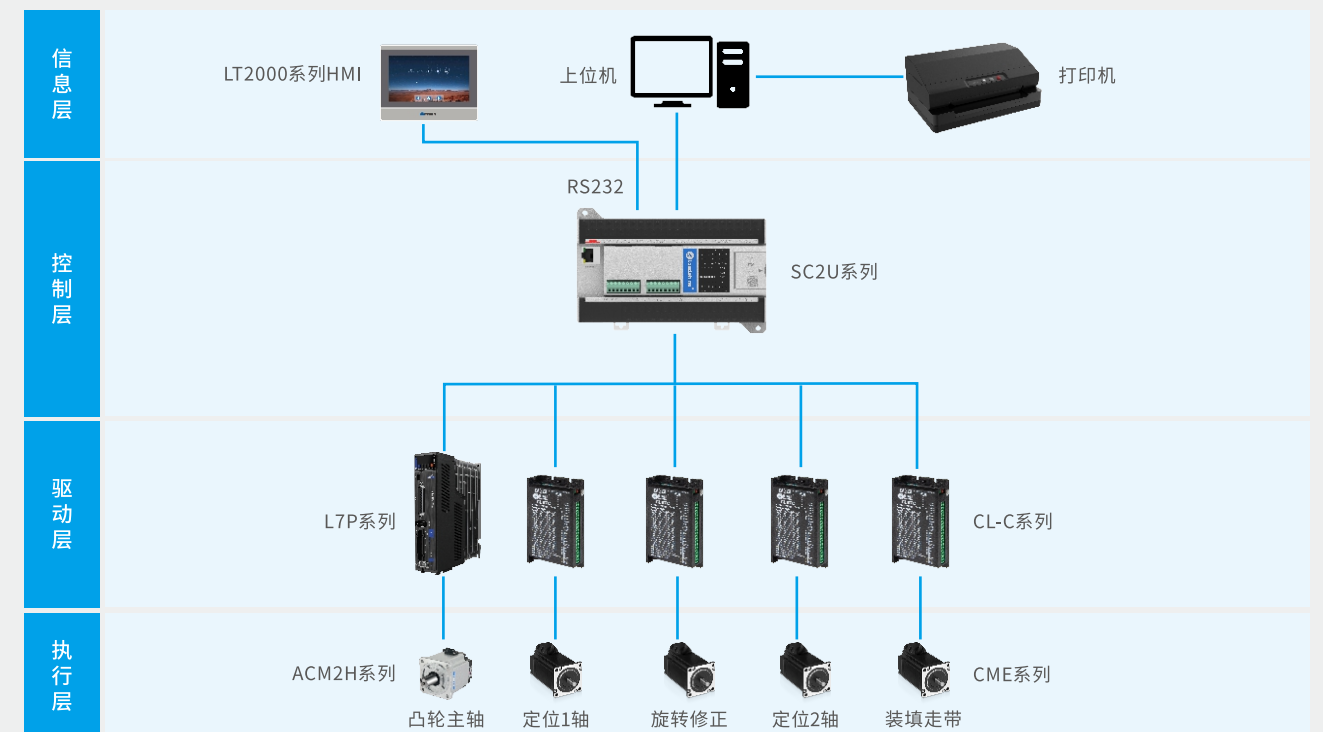 信息层
LT2000系列HMI
上位机
打印机
控制层
RS232
SC2U系列
驱动层
L7P系列
CL-C系列
执行层
ACM2H系列
CME系列
凸轮主轴
定位1轴
旋转修正
定位2轴
装填走带